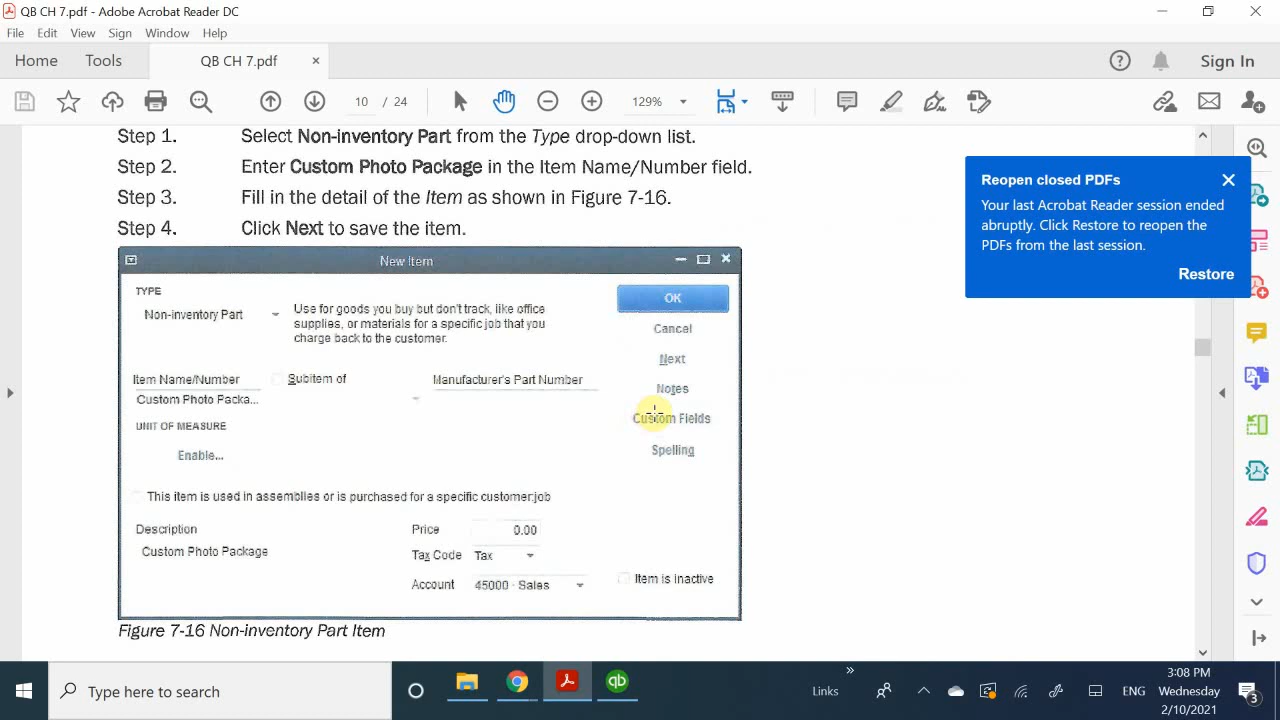 QB CH 7.pdf - Adobe Acrobat Reader DC
File Edit View Sign Window Help
Home Tools QB CH 7.pdf × Sign In
10 / 24 129%
Step 1. Select Non-inventory Part from the Type drop-down list.
Step 2. Enter Custom Photo Package in the Item Name/Number field.
Step 3. Fill in the detail of the Item as shown in Figure 7-16.
Step 4. Click Next to save the item.
Reopen closed PDFs
Your last Acrobat Reader session ended
abruptly. Click Restore to reopen the
PDFs from the last session.
Restore
New Item
TYPE
Non-inventory Part
Use for goods you buy but don't track, like office
supplies, or materials for a specific job that you
charge back to the customer.
OK
Cancel
Next
Notes
Custom Fields
Spelling
Item Name/Number Subitem of Manufacturer's Part Number
Custom Photo Packa...
UNIT OF MEASURE
Enable...
This item is used in assemblies or is purchased for a specific customer:job
Description Price 0.00
Custom Photo Package Tax Code Tax
Account 45000 · Sales Item is inactive
Figure 7-16 Non-inventory Part Item
Type here to search qb Links » ENG 3
3:08 PM
Wednesday
2/10/2021